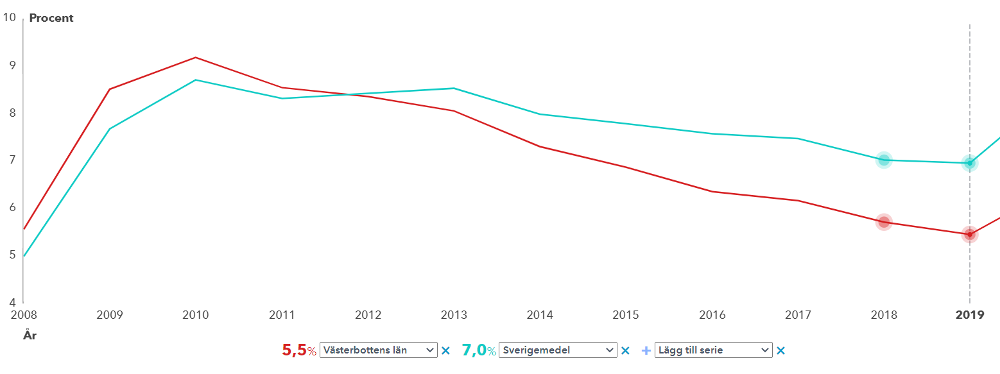 10 Procent
9
8
7
6
5
4
2008 2009 2010 2011 2012 2013 2014 2015 2016 2017 2018 2019
År
5,5% Västerbottens län × 7,0% Sverigemedel × + Lägg till serie ×